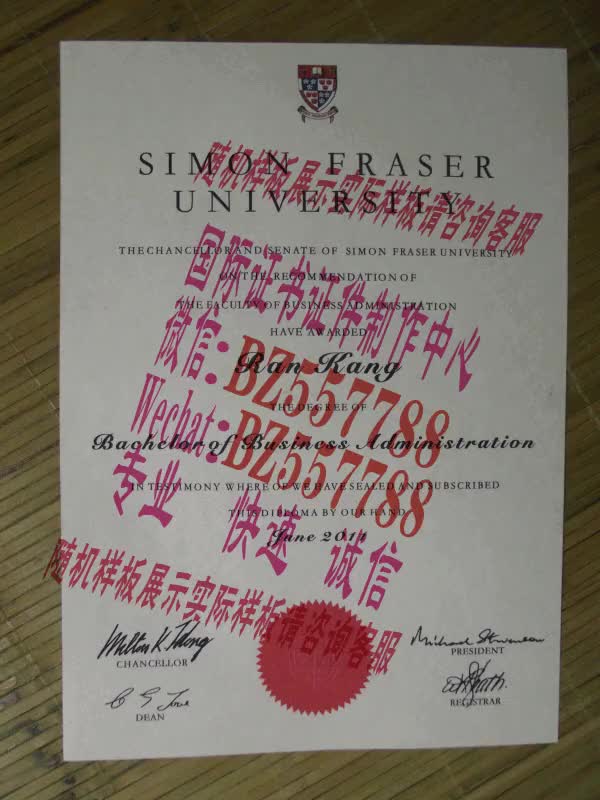 SIMON FRASER
UNIVERSITY
随机样板展示实际样板请咨询客服
THE CHANCELLOR AND SENATE OF SIMON FRASER UNIVERSITY
ON THE RECOMMENDATION OF
国际证书证件制作中心
THE FACULTY OF BUSINESS ADMINISTRATION
HAVE AWARDED
微信:BZ557788
Ran Kang
THE DEGREE OF
Wechat:BZ557788
Bachelor of Business Administration
IN TESTIMONY WHERE OF WE HAVE SEALED AND SUBSCRIBED
专业 快速 诚信
THIS DIPLOMA BY OUR HAND
June 2011
随机样板展示实际样板请咨询客服
CHANCELLOR
PRESIDENT
DEAN
REGISTRAR